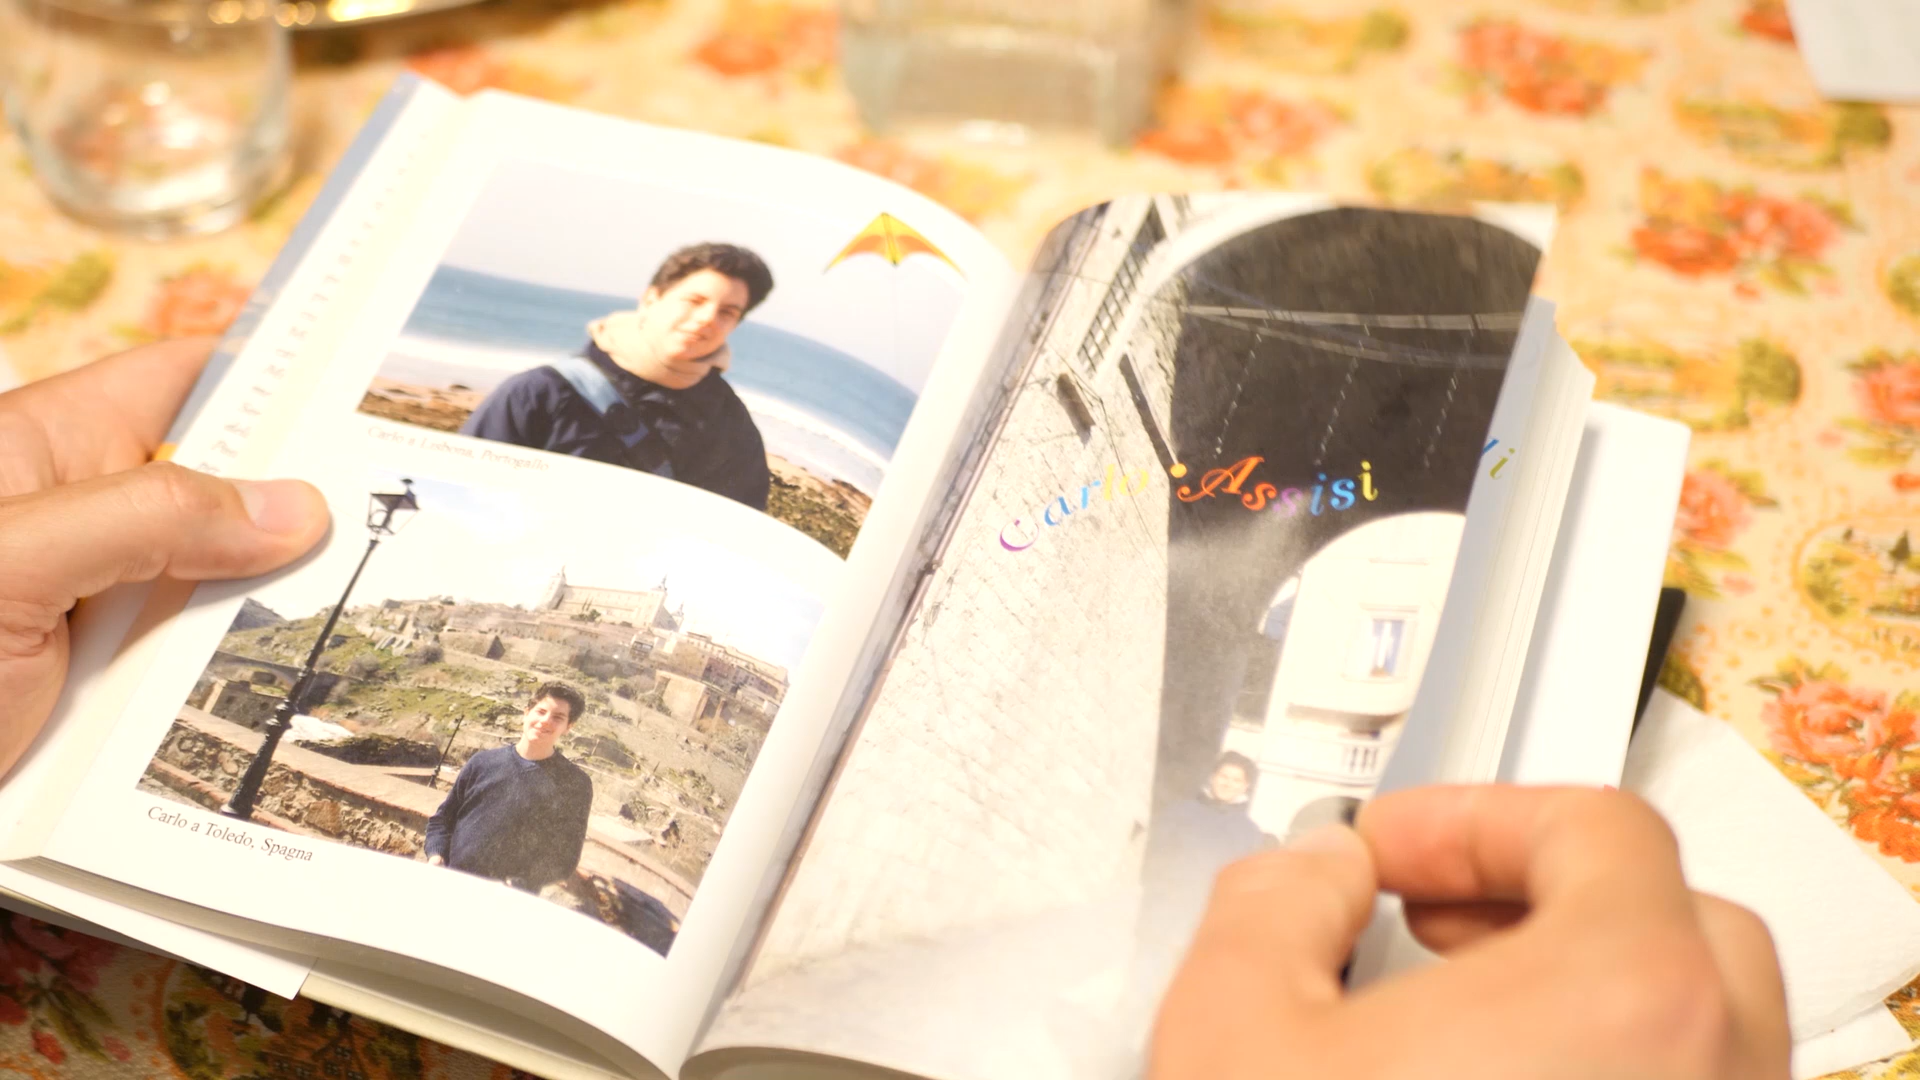 Carlo a Lisbona, Portogallo
Carlo a Toledo, Spagna
Carlo Assisi